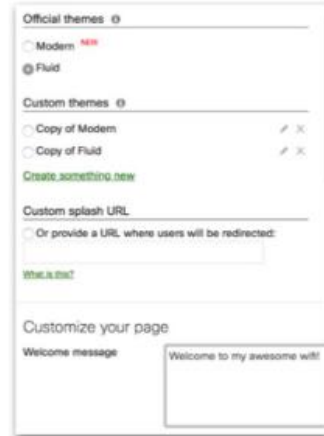 Official themes
Modern NEW
Fluid
Custom themes
Copy of Modern
Copy of Fluid
Create something new
Custom splash URL
Or provide a URL where users will be redirected:
What is this?
Customize your page
Welcome message
Welcome to my awesome wifi!